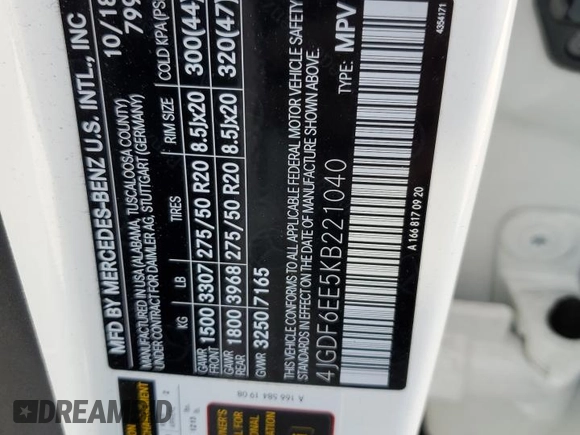 MFD BY MERCEDES-BENZ U.S. INTL., INC 10/18
MANUFACTURED IN USA (ALABAMA, TUSCALOOSA COUNTY)
FOR DAIMLER AG, STUTTGART (GERMANY) 799
KG LB TIRES RIM SIZE COLD KPA (PS
GAWR FRONT 1500 3307 275/50 R20 8.5Jx20 300(44)
GAWR REAR 1800 3968 275/50 R20 8.5Jx20 320(47)
GVWR 3250 7165
THIS VEHICLE CONFORMS TO ALL APPLICABLE FEDERAL MOTOR VEHICLE SAFETY
IN EFFECT ON THE DATE OF MANUFACTURE SHOWN ABOVE.
4JGDF6EE5KB221040 TYPE: MPV
A 166 817 09 20
4354171
A 166 584 19 08
DREAMBID